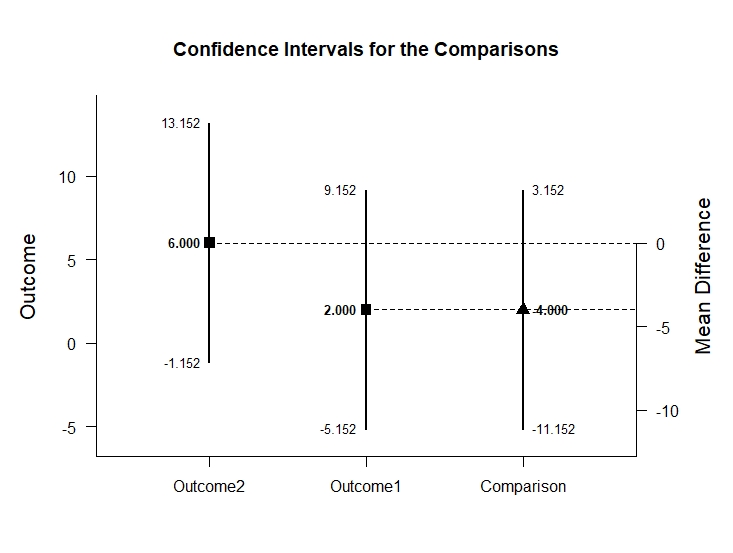 Confidence Intervals for the Comparisons
13.152
10
9.152
3.152
6.000
0
Outcome
5
Mean Difference
2.000
-4.000
-5
0
-1.152
-10
-5
-5.152
-11.152
Outcome2
Outcome1
Comparison